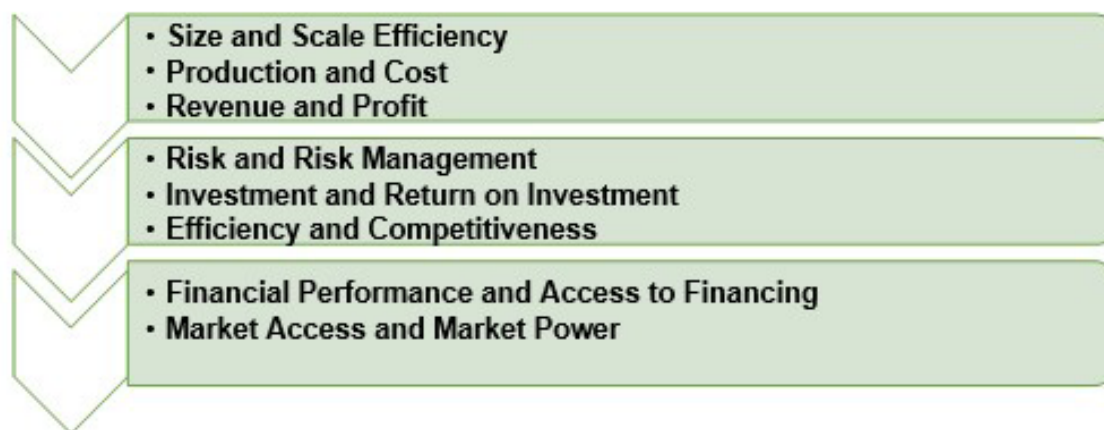 • Size and Scale Efficiency
• Production and Cost
• Revenue and Profit
• Risk and Risk Management
• Investment and Return on Investment
• Efficiency and Competitiveness
• Financial Performance and Access to Financing
• Market Access and Market Power